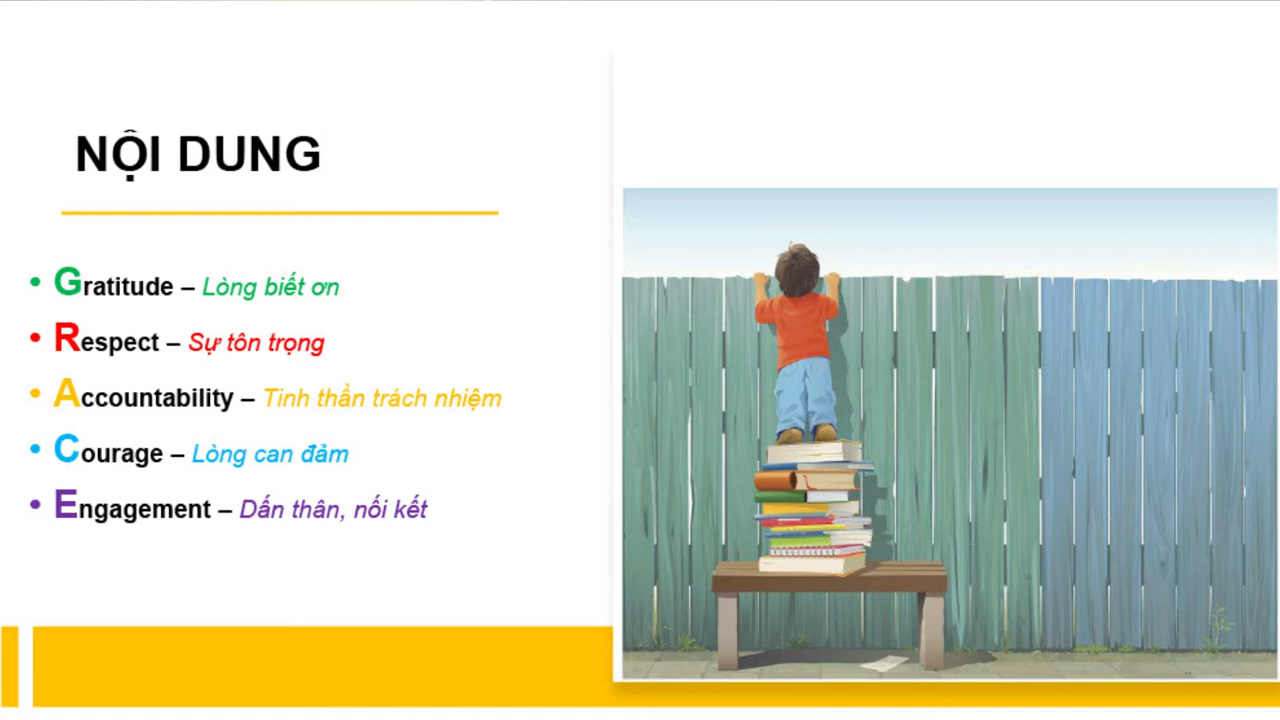 NỘI DUNG
• Gratitude – Lòng biết ơn
• Respect – Sự tôn trọng
• Accountability – Tinh thần trách nhiệm
• Courage – Lòng can đảm
• Engagement – Dấn thân, nối kết